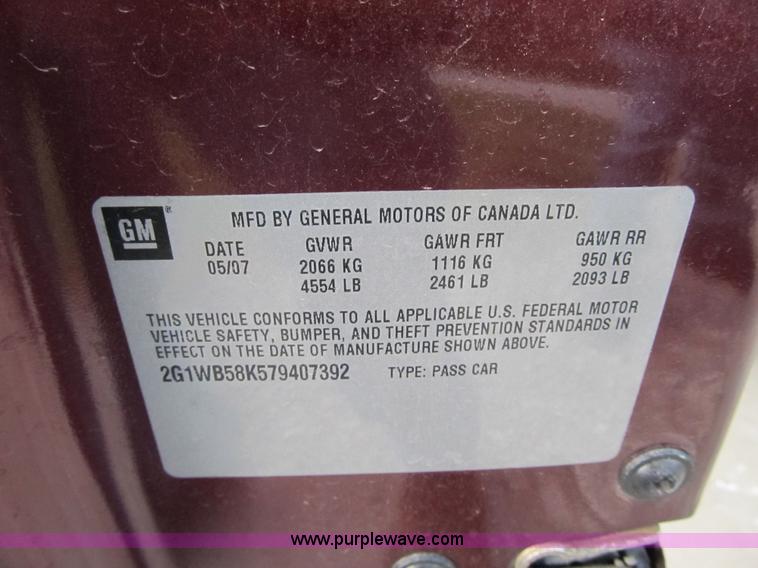 GM ® MFD BY GENERAL MOTORS OF CANADA LTD.
DATE GVWR GAWR FRT GAWR RR
05/07 2066 KG 1116 KG 950 KG
4554 LB 2461 LB 2093 LB
THIS VEHICLE CONFORMS TO ALL APPLICABLE U.S. FEDERAL MOTOR
VEHICLE SAFETY, BUMPER, AND THEFT PREVENTION STANDARDS IN
EFFECT ON THE DATE OF MANUFACTURE SHOWN ABOVE.
2G1WB58K579407392 TYPE: PASS CAR
www.purplewave.com